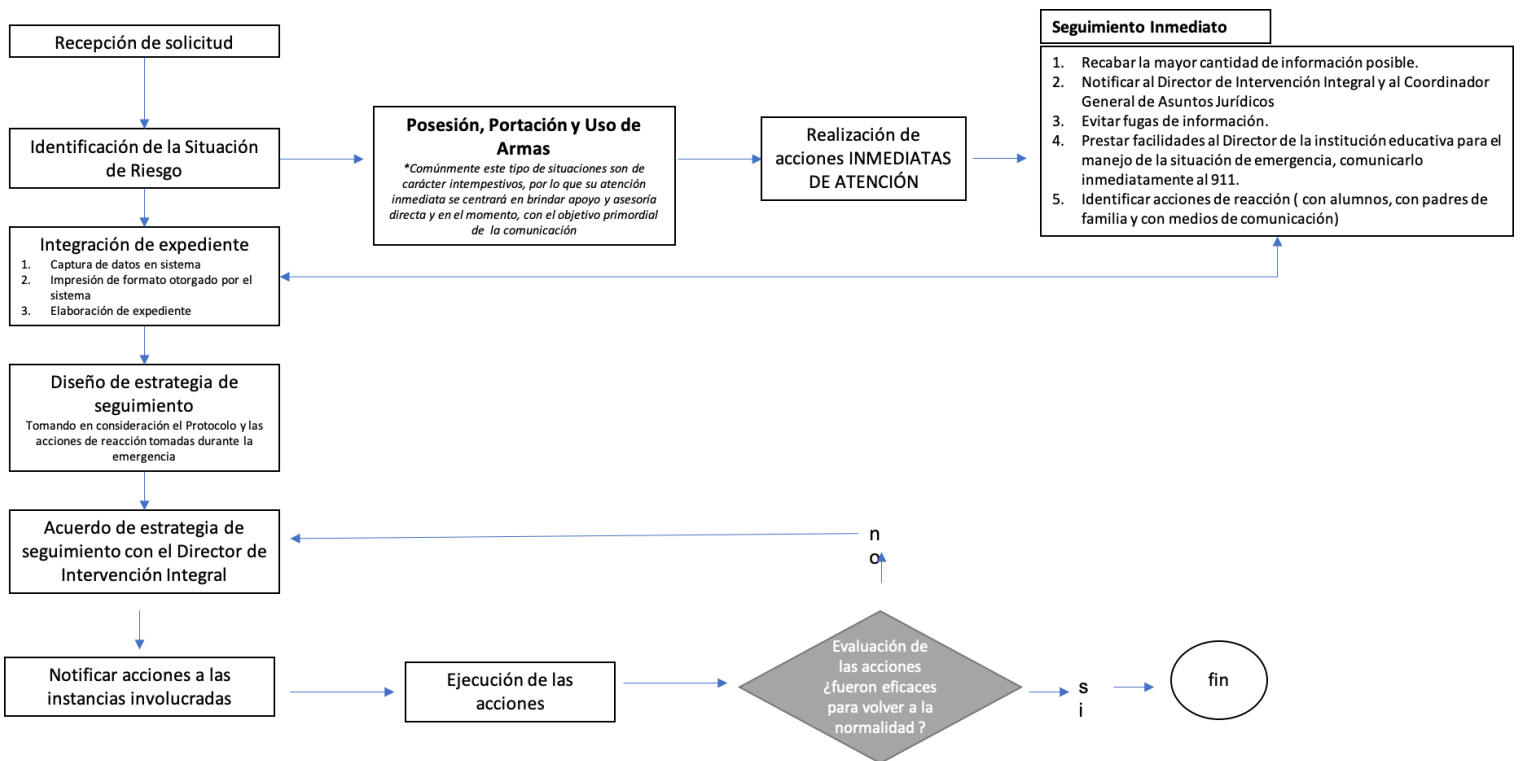 Recepción de solicitud
Identificación de la Situación
de Riesgo
Posesión, Portación y Uso de
Armas
*Comúnmente este tipo de situaciones son de
carácter intempestivos, por lo que su atención
inmediata se centrará en brindar apoyo y asesoría
directa y en el momento, con el objetivo primordial
de la comunicación
Realización de
acciones INMEDIATAS
DE ATENCIÓN
Seguimiento Inmediato
1. Recabar la mayor cantidad de información posible.
2. Notificar al Director de Intervención Integral y al Coordinador
General de Asuntos Jurídicos
3. Evitar fugas de información.
4. Prestar facilidades al Director de la institución educativa para el
manejo de la situación de emergencia, comunicarlo
inmediatamente al 911.
5. Identificar acciones de reacción ( con alumnos, con padres de
familia y con medios de comunicación)
Integración de expediente
1. Captura de datos en sistema
2. Impresión de formato otorgado por el
sistema
3. Elaboración de expediente
Diseño de estrategia de
seguimiento
Tomando en consideración el Protocolo y las
acciones de reacción tomadas durante la
emergencia
Acuerdo de estrategia de
seguimiento con el Director de
Intervención Integral
Notificar acciones a las
instancias involucradas
Ejecución de las
acciones
Evaluación de
las acciones
¿fueron eficaces
para volver a la
normalidad ?
n
o
s
i
fin